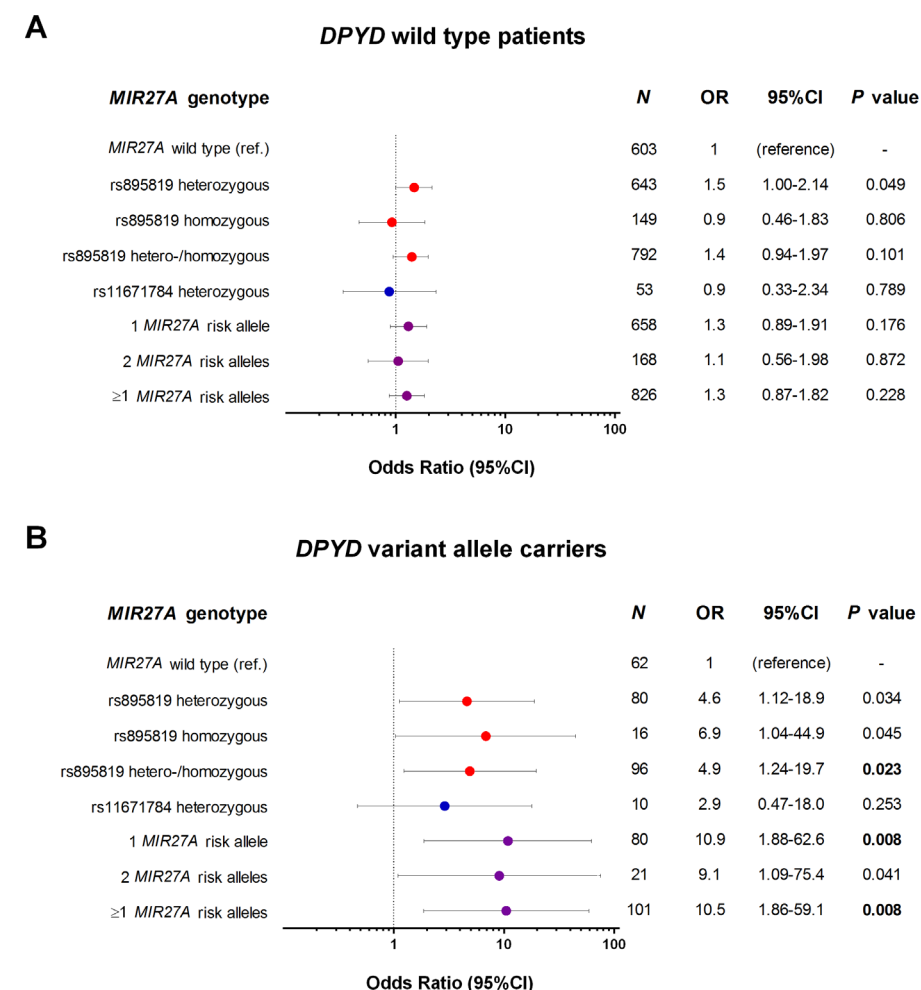 A
DPYD wild type patients
MIR27A genotype N OR 95%CI P value
MIR27A wild type (ref.) 603 1 (reference) -
rs895819 heterozygous 643 1.5 1.00-2.14 0.049
rs895819 homozygous 149 0.9 0.46-1.83 0.806
rs895819 hetero-/homozygous 792 1.4 0.94-1.97 0.101
rs11671784 heterozygous 53 0.9 0.33-2.34 0.789
1 MIR27A risk allele 658 1.3 0.89-1.91 0.176
2 MIR27A risk alleles 168 1.1 0.56-1.98 0.872
≥1 MIR27A risk alleles 826 1.3 0.87-1.82 0.228
1 10 100
Odds Ratio (95%CI)
B
DPYD variant allele carriers
MIR27A genotype N OR 95%CI P value
MIR27A wild type (ref.) 62 1 (reference) -
rs895819 heterozygous 80 4.6 1.12-18.9 0.034
rs895819 homozygous 16 6.9 1.04-44.9 0.045
rs895819 hetero-/homozygous 96 4.9 1.24-19.7 0.023
rs11671784 heterozygous 10 2.9 0.47-18.0 0.253
1 MIR27A risk allele 80 10.9 1.88-62.6 0.008
2 MIR27A risk alleles 21 9.1 1.09-75.4 0.041
≥1 MIR27A risk alleles 101 10.5 1.86-59.1 0.008
1 10 100
Odds Ratio (95%CI)